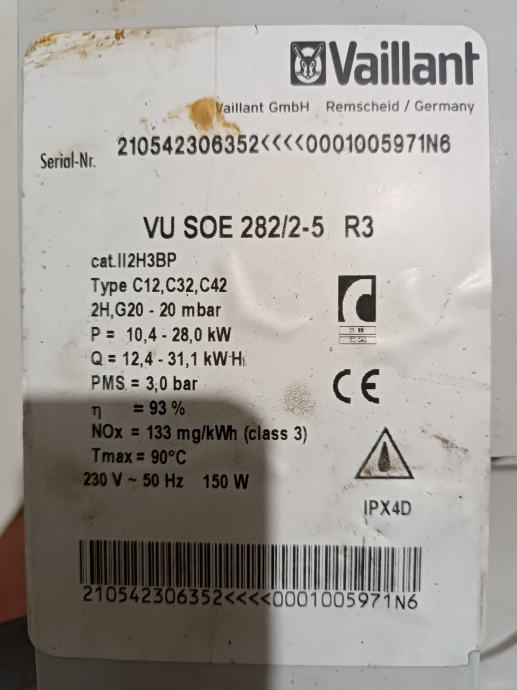 Vaillant
Vaillant GmbH Remscheid / Germany
Serial-Nr. 210542306352<<<<0001005971N6
VU SOE 282/2-5 R3
cat.II2H3BP
Type C12,C32,C42
2H,G20 - 20 mbar
P = 10,4 - 28,0 kW
Q = 12,4 - 31,1 kW Hi
PMS = 3,0 bar
η = 93 %
NOx = 133 mg/kWh (class 3)
Tmax = 90°C
230 V ~ 50 Hz 150 W
CE
IPX4D
210542306352<<<<0001005971N6